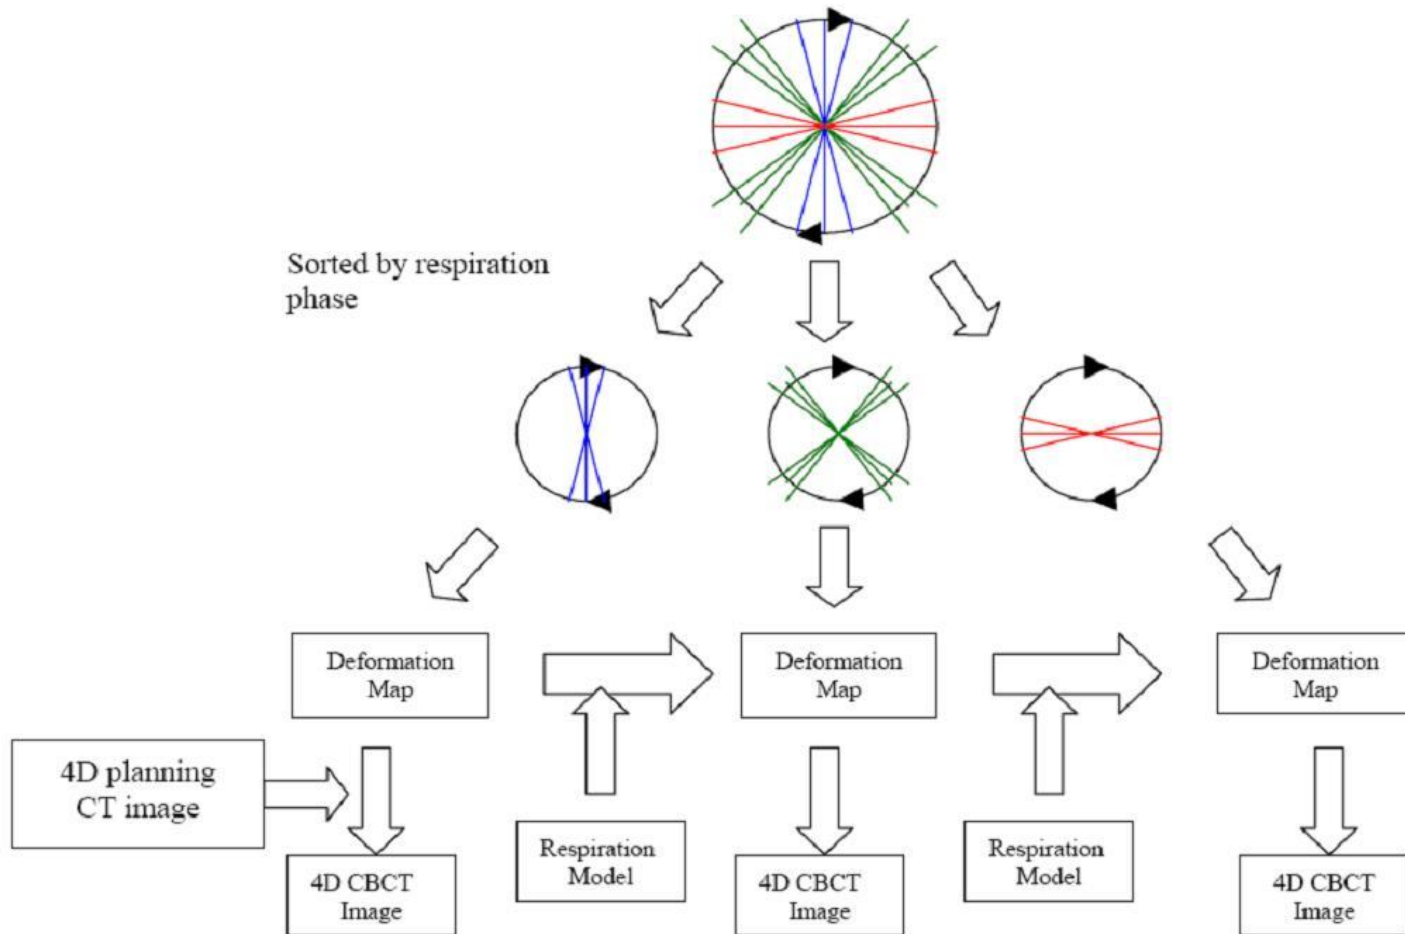 Sorted by respiration
phase
Deformation
Map
Deformation
Map
Deformation
Map
4D planning
CT image
Respiration
Model
Respiration
Model
4D CBCT
Image
4D CBCT
Image
4D CBCT
Image